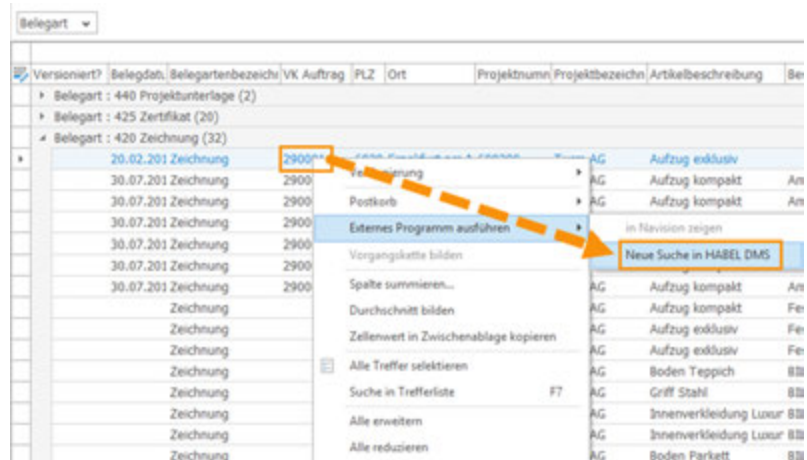 Belegart
Versioniert? Belegdatu Belegartenbezeichn VK Auftrag PLZ Ort Projektnumn Projektbezeichn Artikelbeschreibung
Belegart : 440 Projektunterlage (2)
Belegart : 425 Zertifikat (20)
Belegart : 420 Zeichnung (32)
20.02.201 Zeichnung AG Aufzug exklusiv
30.07.201 Zeichnung 2900 AG Aufzug kompakt
30.07.201 Zeichnung 2900 Postkorb AG Aufzug kompakt
30.07.201 Zeichnung 2900 Externes Programm ausführen in Navision zeigen
30.07.201 Zeichnung 2900 Vorgangskette bilden Neue Suche in HABEL DMS
30.07.201 Zeichnung 2900
30.07.201 Zeichnung 2900 Spalte summieren... AG Aufzug kompakt
Zeichnung Durchschnitt bilden AG Aufzug kompakt Fe
Zeichnung Zellenwert in Zwischenablage kopieren AG Aufzug exklusiv Fe
Zeichnung AG Aufzug exklusiv Fe
Zeichnung Alle Treffer selektieren AG Boden Teppich
Zeichnung Suche in Trefferliste F7 AG Griff Stahl
Zeichnung Alle erweitern AG Innenverkleidung Luxur
Zeichnung AG Innenverkleidung Luxur
Zeichnung Alle reduzieren AG Boden Parkett